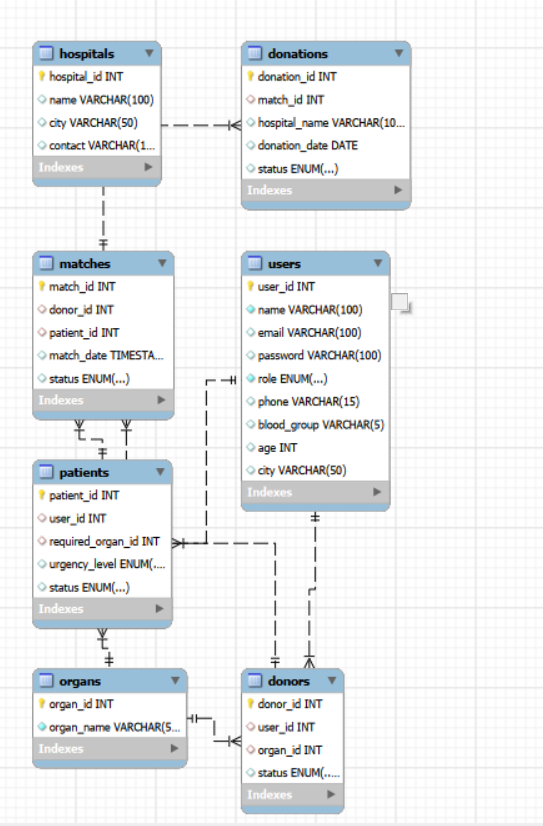 hospitals
hospital_id INT
name VARCHAR(100)
city VARCHAR(50)
contact VARCHAR(1...
Indexes
donations
donation_id INT
match_id INT
hospital_name VARCHAR(10...
donation_date DATE
status ENUM(...)
Indexes
matches
match_id INT
donor_id INT
patient_id INT
match_date TIMESTA...
status ENUM(...)
Indexes
users
user_id INT
name VARCHAR(100)
email VARCHAR(100)
password VARCHAR(100)
role ENUM(...)
phone VARCHAR(15)
blood_group VARCHAR(5)
age INT
city VARCHAR(50)
Indexes
patients
patient_id INT
user_id INT
required_organ_id INT
urgency_level ENUM(....
status ENUM(...)
Indexes
organs
organ_id INT
organ_name VARCHAR(5...
Indexes
donors
donor_id INT
user_id INT
organ_id INT
status ENUM(....
Indexes